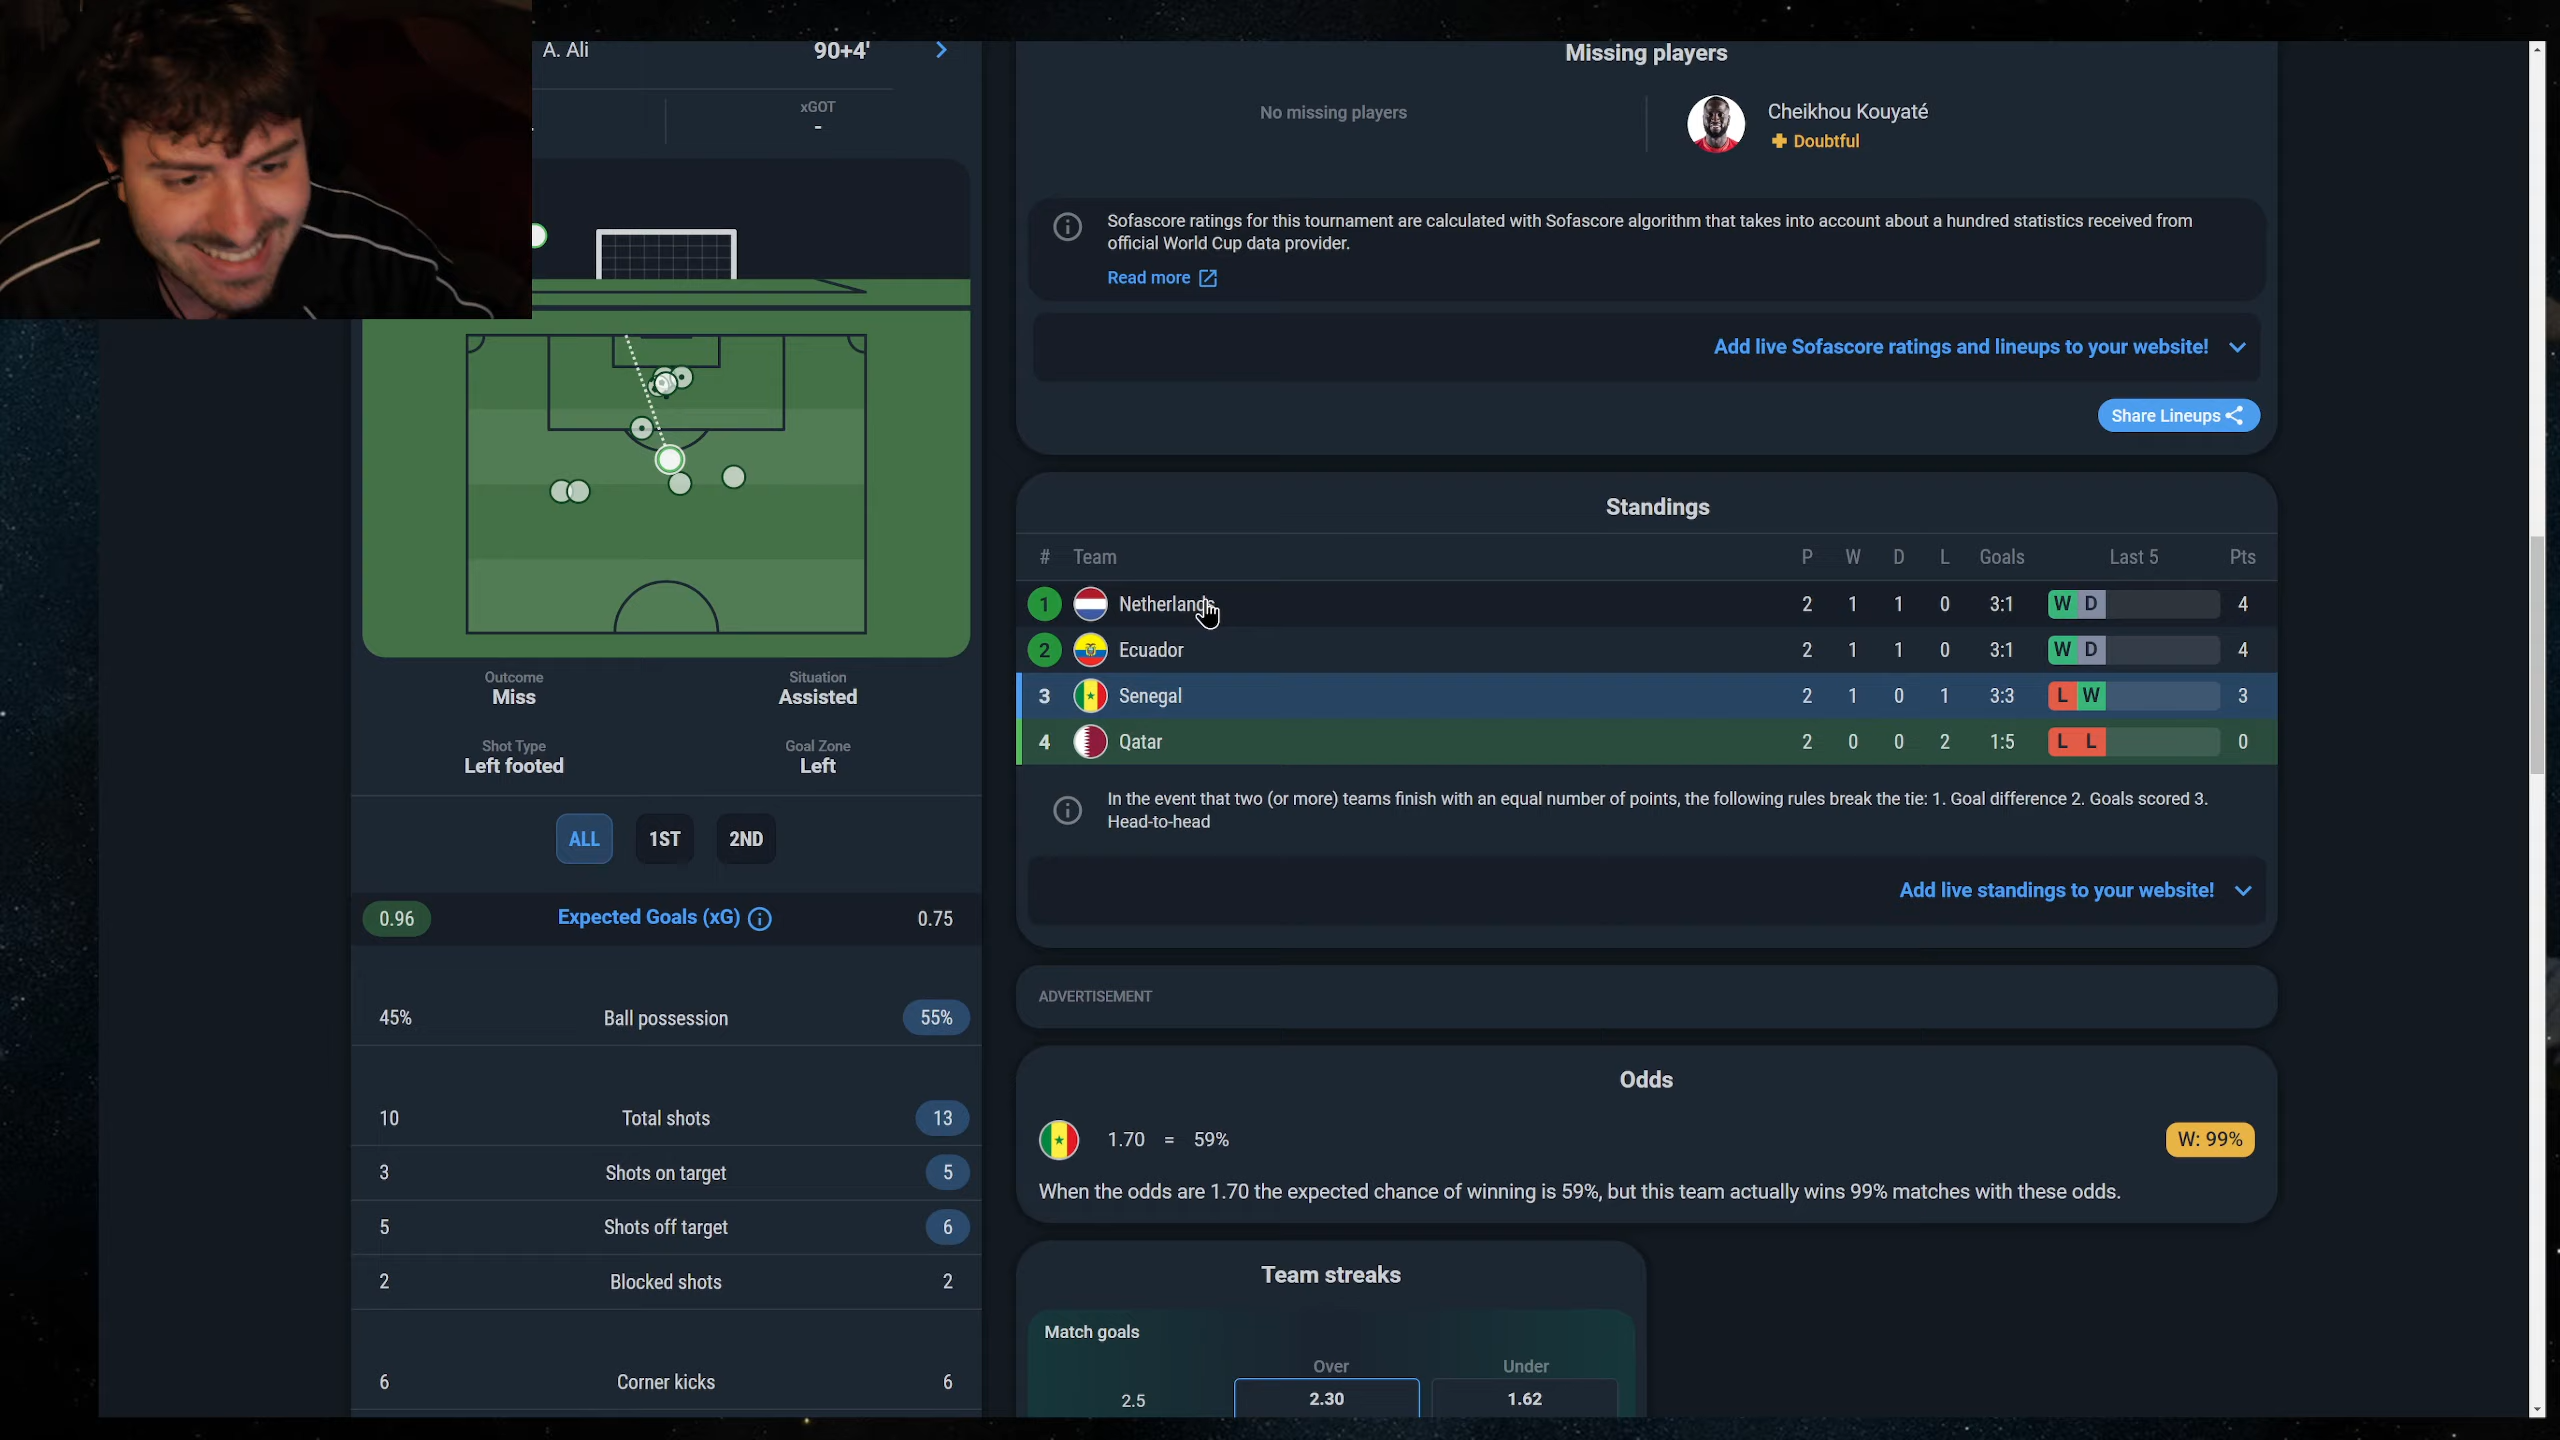 A. Ali 90+4'
xGOT
-
Outcome Situation
Miss Assisted
Shot Type Goal Zone
Left footed Left
ALL 1ST 2ND
0.96 Expected Goals (xG) 0.75
45% Ball possession 55%
10 Total shots 13
3 Shots on target 5
5 Shots off target 6
2 Blocked shots 2
6 Corner kicks 6
Missing players
No missing players
Cheikhou Kouyaté
Doubtful
Sofascore ratings for this tournament are calculated with Sofascore algorithm that takes into account about a hundred statistics received from
official World Cup data provider.
Read more
Add live Sofascore ratings and lineups to your website!
Share Lineups
Standings
# Team P W D L Goals Last 5 Pts
1 Netherlands 2 1 1 0 3:1 W D 4
2 Ecuador 2 1 1 0 3:1 W D 4
3 Senegal 2 1 0 1 3:3 L W 3
4 Qatar 2 0 0 2 1:5 L L 0
In the event that two (or more) teams finish with an equal number of points, the following rules break the tie: 1. Goal difference 2. Goals scored 3.
Head-to-head
Add live standings to your website!
ADVERTISEMENT
Odds
1.70 = 59% W: 99%
When the odds are 1.70 the expected chance of winning is 59%, but this team actually wins 99% matches with these odds.
Team streaks
Match goals
Over Under
2.5 2.30 1.62